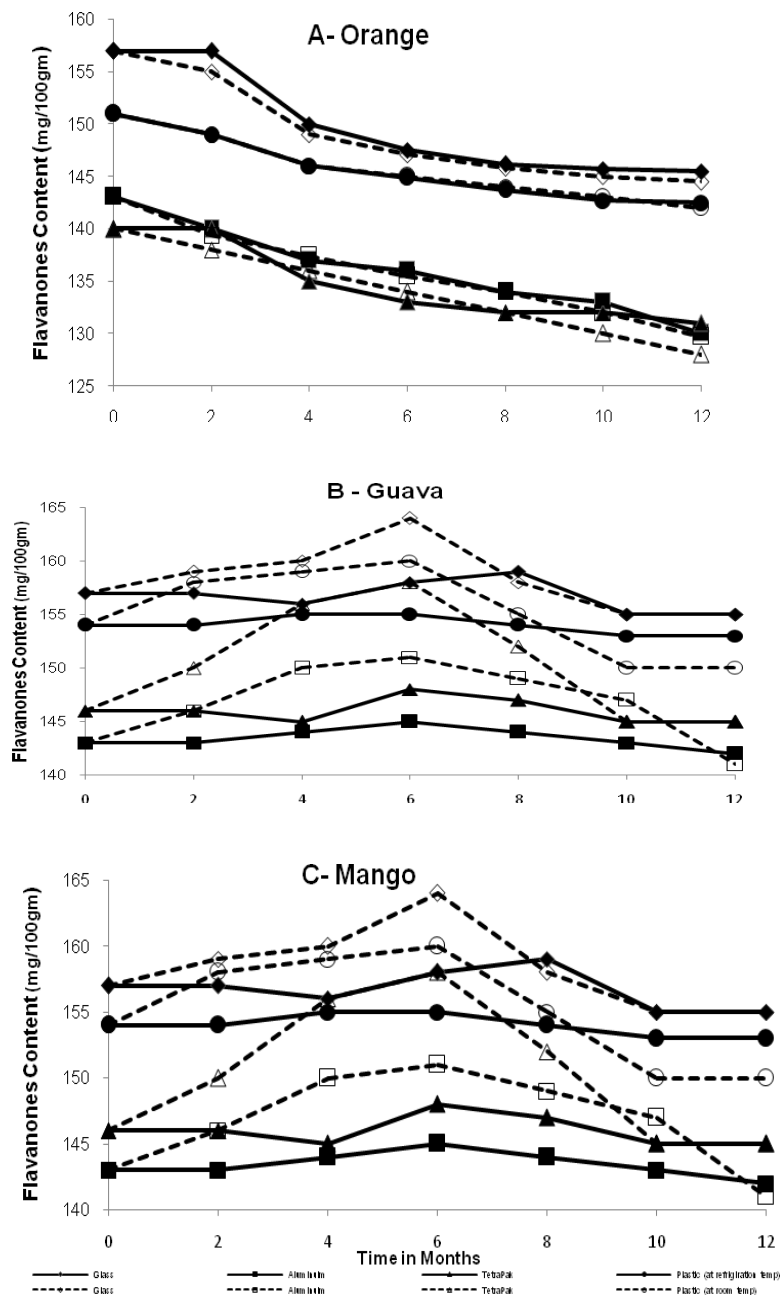 A- Orange
Flavanones Content (mg/100gm)
160
155
150
145
140
135
130
125
0 2 4 6 8 10 12
B - Guava
Flavanones Content (mg/100gm)
165
160
155
150
145
140
0 2 4 6 8 10 12
C- Mango
Flavanones Content (mg/100gm)
165
160
155
150
145
140
0 2 4 6 8 10 12
Time in Months
Glass Aluminuim TetraPak Plastic (at refrigiration temp)
Glass Aluminuim TetraPak Plastic (at room temp)